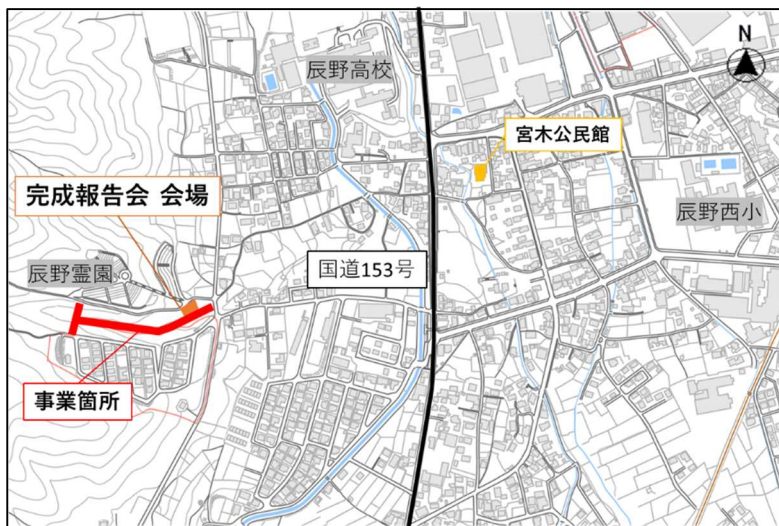 N
辰野高校
宮木公民館
完成報告会 会場
辰野西小
国道153号
辰野霊園
事業箇所